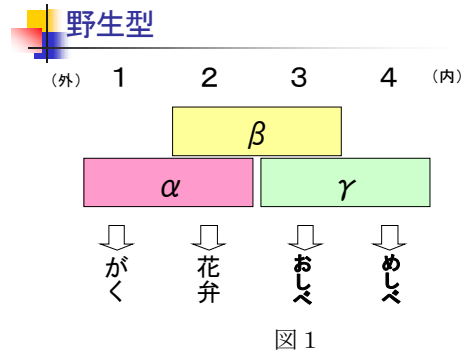 野生型
(外) 1 2 3 4 (内)
β
α γ
がく 花弁 おしべ めしべ
図1